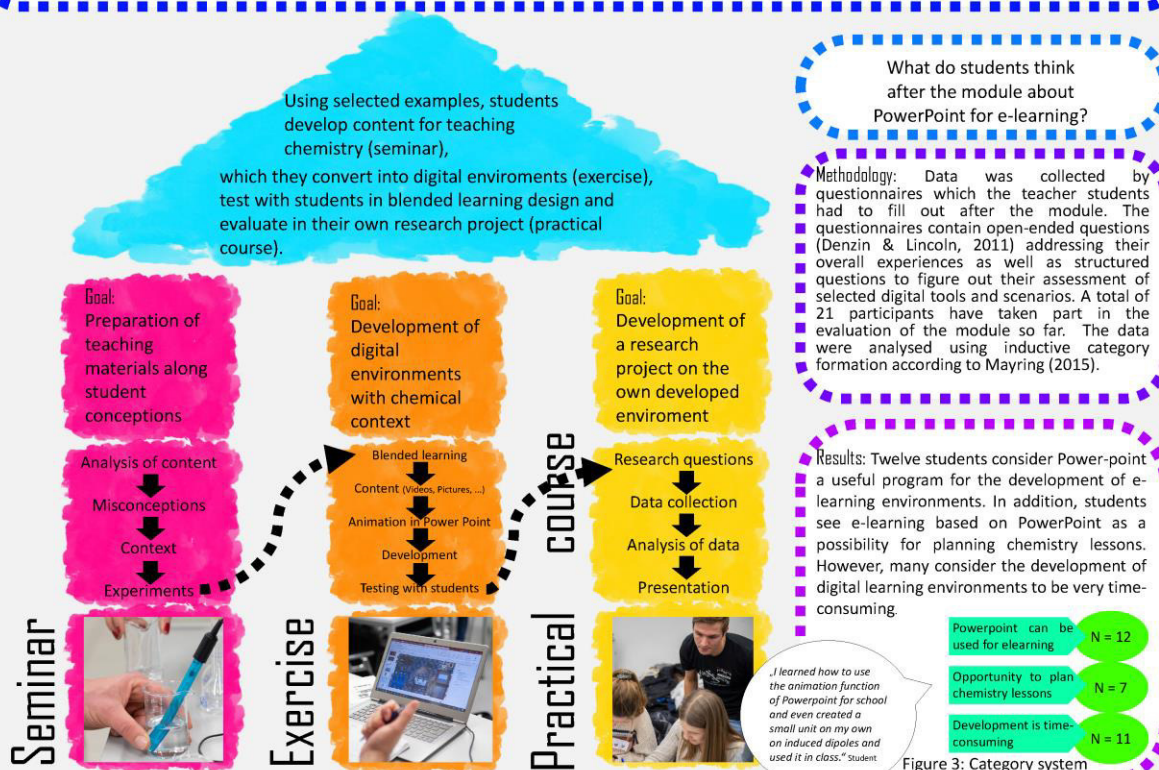 Using selected examples, students
develop content for teaching
chemistry (seminar),
which they convert into digital enviroments (exercise),
test with students in blended learning design and
evaluate in their own research project (practical
course).
Seminar
Goal:
Preparation of
teaching
materials along
student
conceptions
Analysis of content
Misconceptions
Context
Experiments
Exercise
Goal:
Development of
digital
environments
with chemical
context
Blended learning
Content (Videos, Pictures, ...)
Animation in Power Point
Development
Testing with students
Practical course
Goal:
Development of
a research
project on the
own developed
enviroment
Research questions
Data collection
Analysis of data
Presentation
What do students think
after the module about
PowerPoint for e-learning?
Methodology: Data was collected by
questionnaires which the teacher students
had to fill out after the module. The
questionnaires contain open-ended questions
(Denzin & Lincoln, 2011) addressing their
overall experiences as well as structured
questions to figure out their assessment of
selected digital tools and scenarios. A total of
21 participants have taken part in the
evaluation of the module so far. The data
were analysed using inductive category
formation according to Mayring (2015).
Results: Twelve students consider Power-point
a useful program for the development of e-
learning environments. In addition, students
see e-learning based on PowerPoint as a
possibility for planning chemistry lessons.
However, many consider the development of
digital learning environments to be very time-
consuming.
„I learned how to use
the animation function
of Powerpoint for school
and even created a
small unit on my own
on induced dipoles and
used it in class.“ Student
Powerpoint can be
used for elearning
N = 12
Opportunity to plan
chemistry lessons
N = 7
Development is time-
consuming
N = 11
Figure 3: Category system